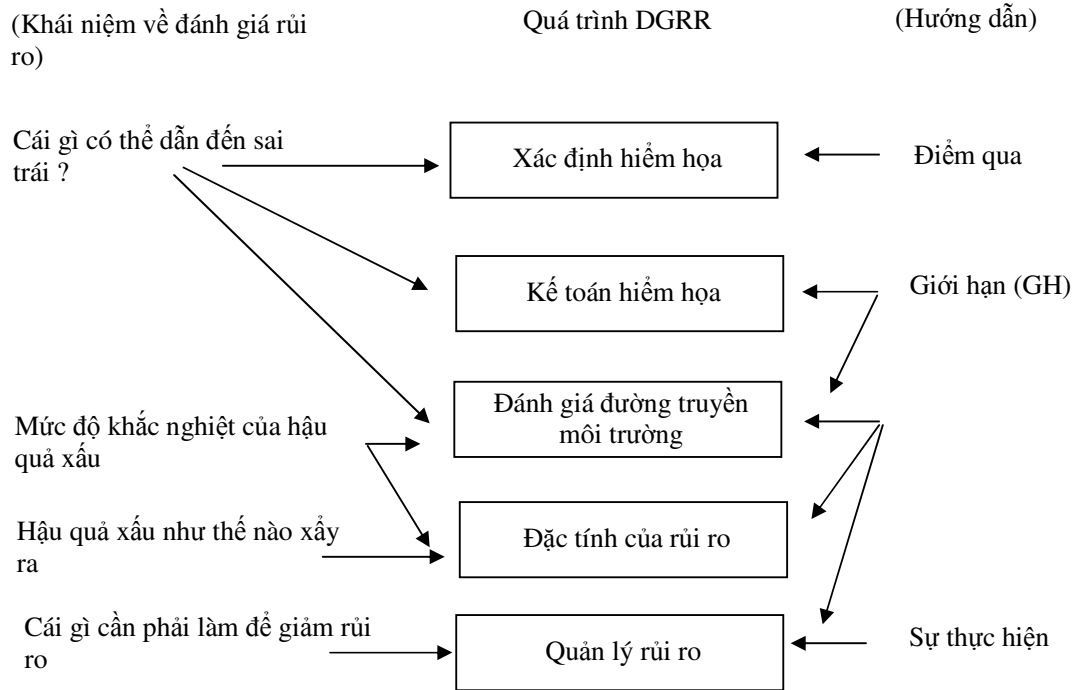 (Khái niệm về đánh giá rủi
ro)
Quá trình DGRR
(Hướng dẫn)
Cái gì có thể dẫn đến sai
trái ?
Xác định hiểm họa
Điểm qua
Kế toán hiểm họa
Giới hạn (GH)
Đánh giá đường truyền
môi trường
Mức độ khắc nghiệt của hậu
quả xấu
Hậu quả xấu như thế nào xẩy
ra
Đặc tính của rủi ro
Cái gì cần phải làm để giảm rủi
ro
Quản lý rủi ro
Sự thực hiện